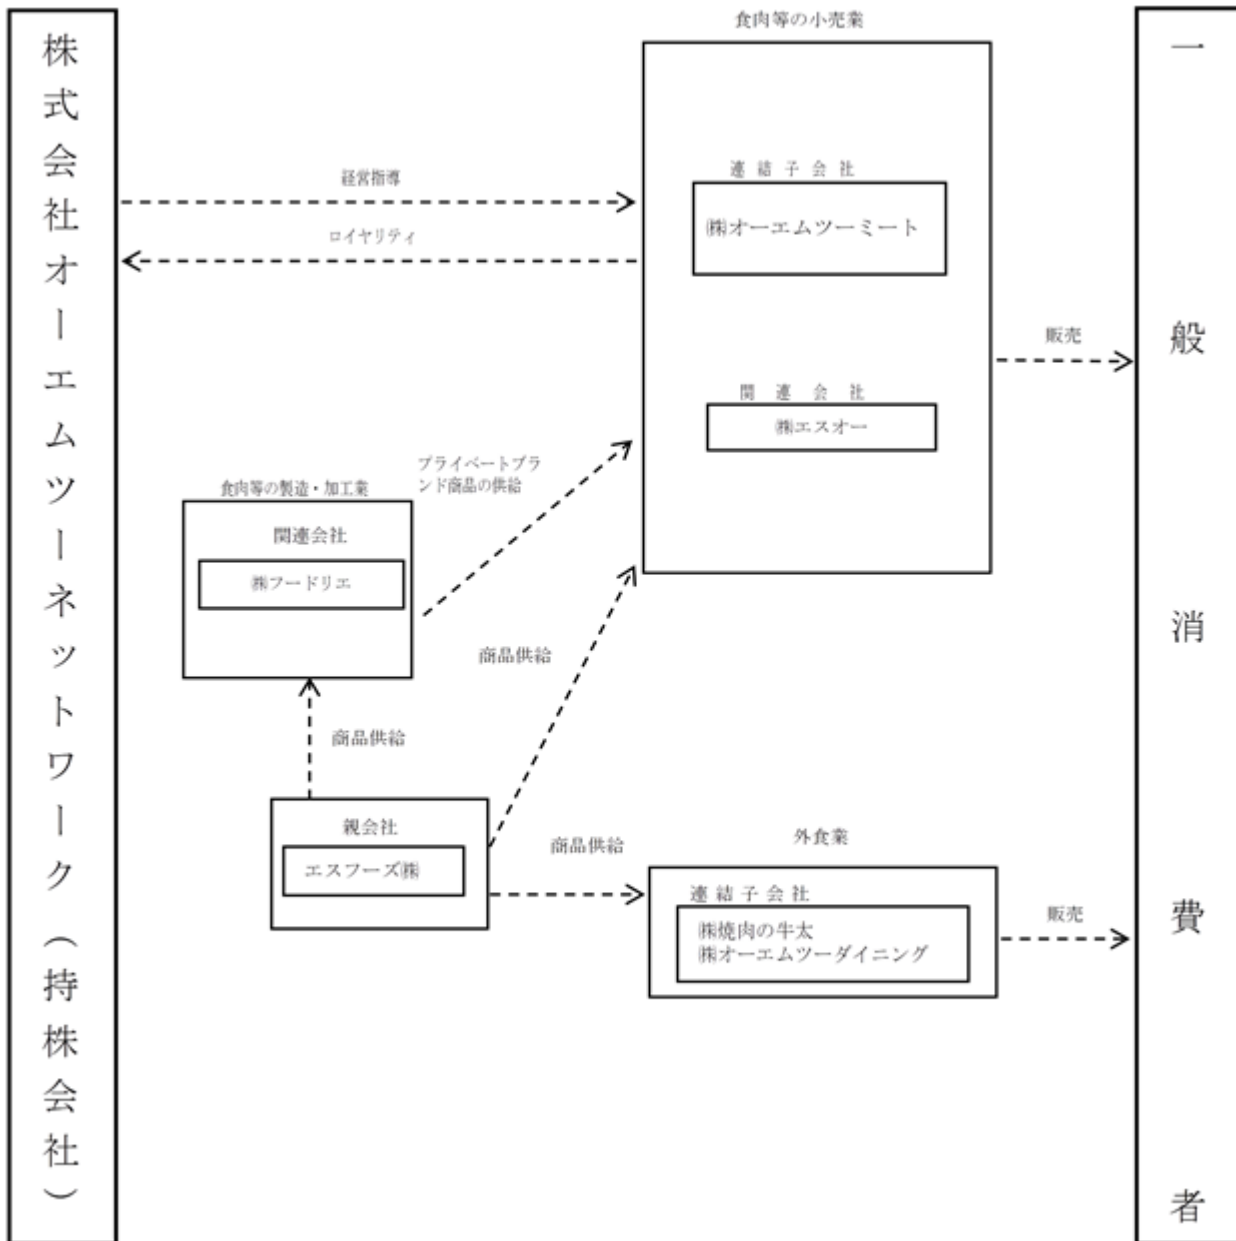 株式会社オーエムツーネットワーク（持株会社）
食肉等の小売業
連結子会社
㈱オーエムツーミート
関連会社
㈱エスオー
経営指導
ロイヤリティ
販売
プライベートブラ
ンド商品の供給
食肉等の製造・加工業
関連会社
㈱フードリエ
商品供給
商品供給
親会社
エスフーズ㈱
商品供給
外食業
連結子会社
㈱焼肉の牛太
㈱オーエムツーダイニング
販売
一般消費者